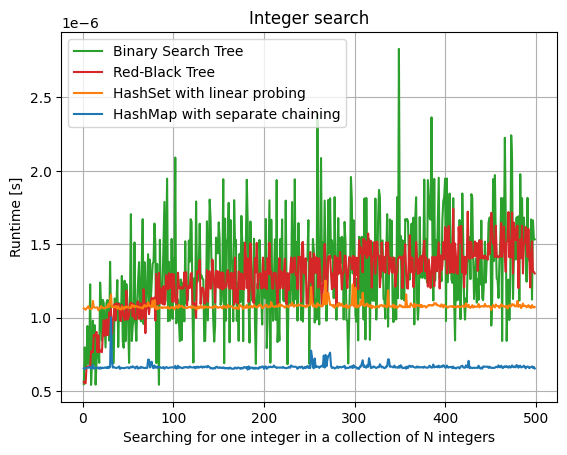 Integer search
1e−6
Binary Search Tree
Red-Black Tree
HashSet with linear probing
HashMap with separate chaining
2.5
2.0
1.5
1.0
0.5
Runtime [s]
0 100 200 300 400 500
Searching for one integer in a collection of N integers